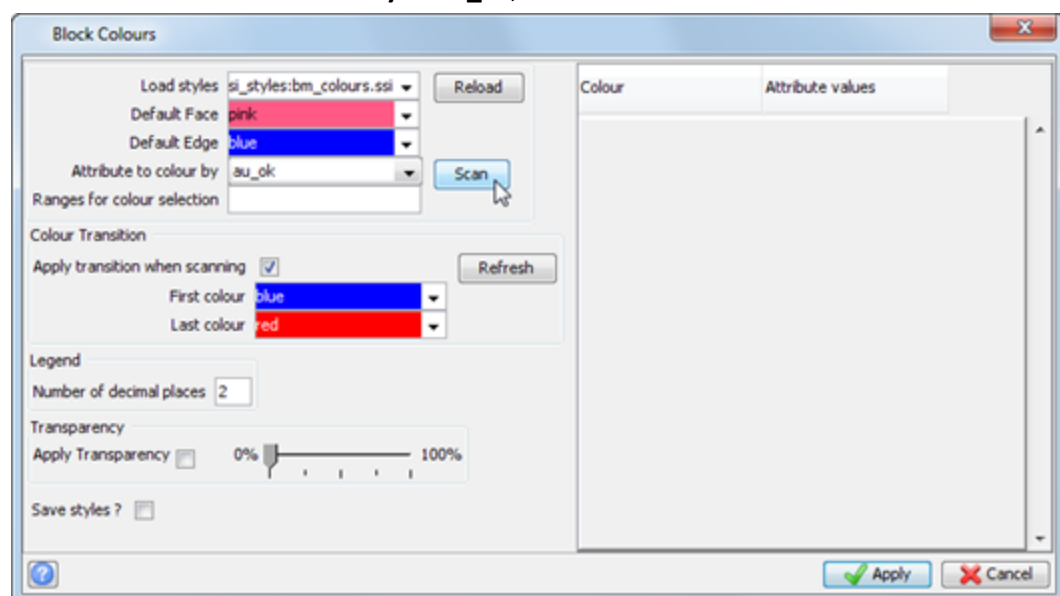 Block Colours
Load styles si_styles:bm_colours.ssi Reload
Default Face pink
Default Edge blue
Attribute to colour by au_ok Scan
Ranges for colour selection
Colour Transition
Apply transition when scanning Refresh
First colour blue
Last colour red
Legend
Number of decimal places 2
Transparency
Apply Transparency 0% 100%
Save styles ?
Colour Attribute values
? Apply Cancel